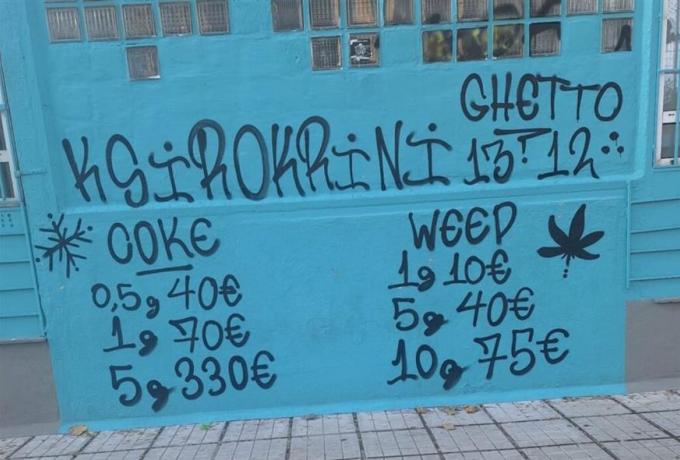 GHETTO
KSiROKRiNi 13. 12
COKE
0,5g 40€
1g 70€
5g 330€
WEED
1g 10€
5g 40€
10g 75€